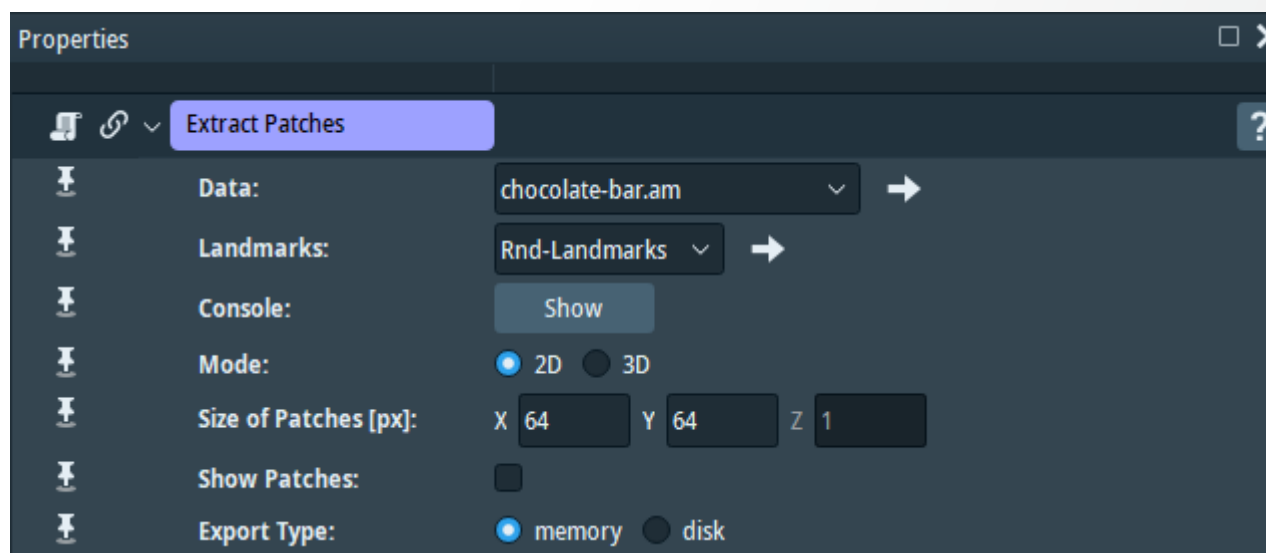 Properties
Extract Patches
?
Data: chocolate-bar.am
Landmarks: Rnd-Landmarks
Console: Show
Mode: 2D 3D
Size of Patches [px]: X 64 Y 64 Z 1
Show Patches:
Export Type: memory disk